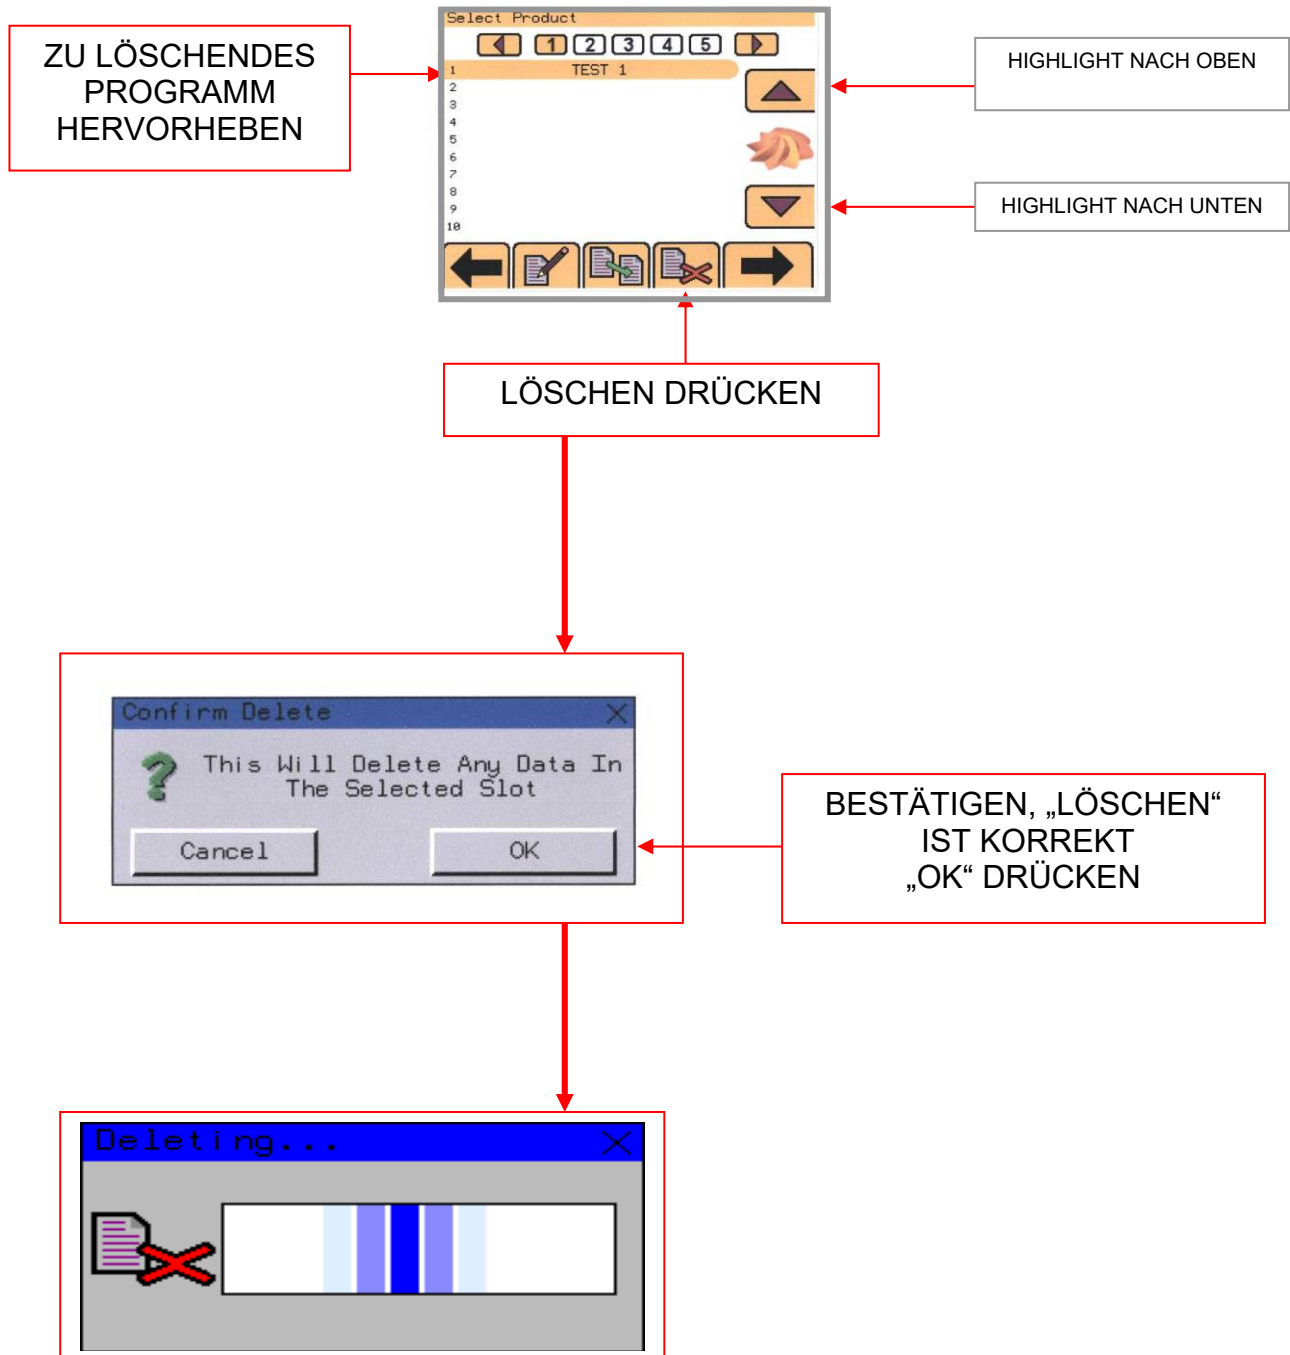 Select Product
1 2 3 4 5
ZU LÖSCHENDES
PROGRAMM
HERVORHEBEN
1 TEST 1
2
3
4
5
6
7
8
9
10
HIGHLIGHT NACH OBEN
HIGHLIGHT NACH UNTEN
LÖSCHEN DRÜCKEN
Confirm Delete
This Will Delete Any Data In
The Selected Slot
Cancel OK
BESTÄTIGEN, „LÖSCHEN“
IST KORREKT
„OK“ DRÜCKEN
Deleting...